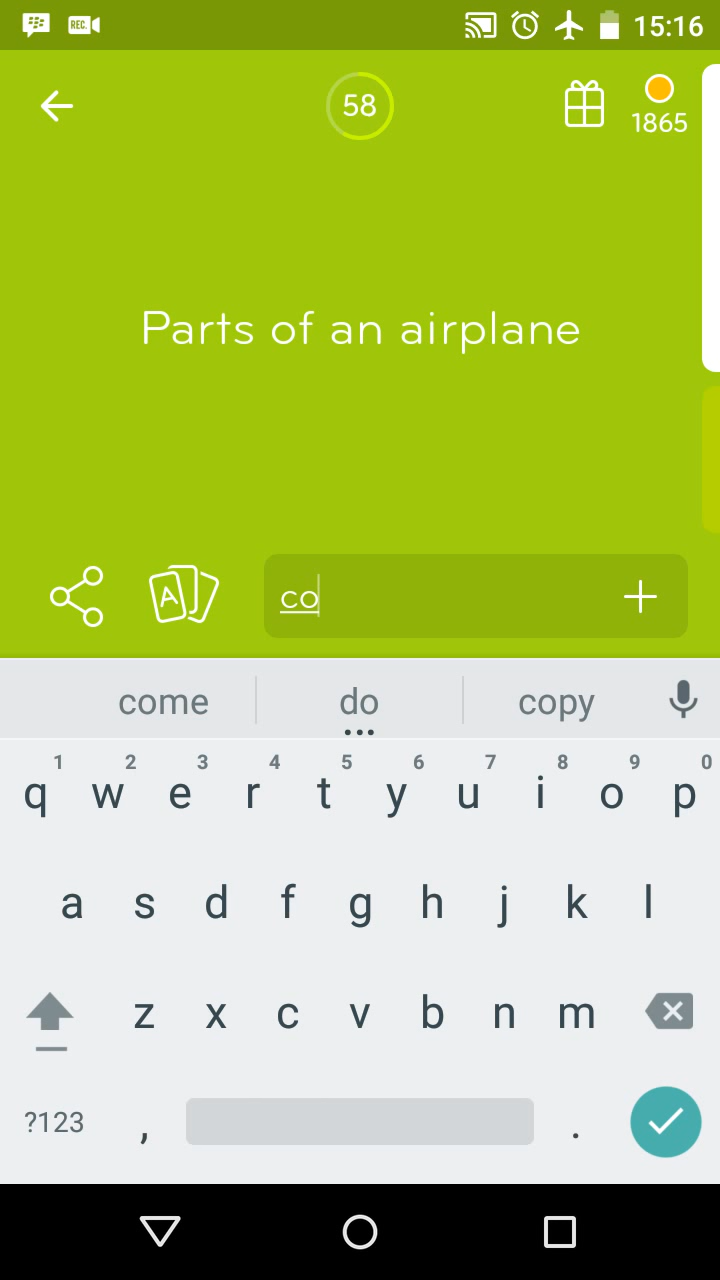 REC.
15:16
58
1865
Parts of an airplane
A
co
come do copy
1 2 3 4 5 6 7 8 9 0
q w e r t y u i o p
a s d f g h j k l
z x c v b n m
?123 , .